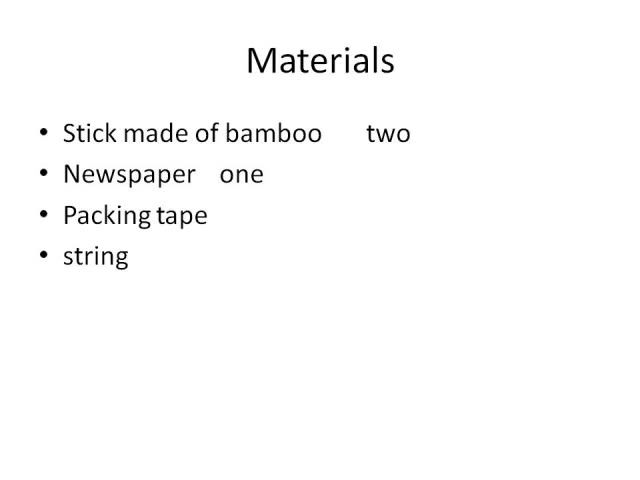 Materials
• Stick made of bamboo two
• Newspaper one
• Packing tape
• string